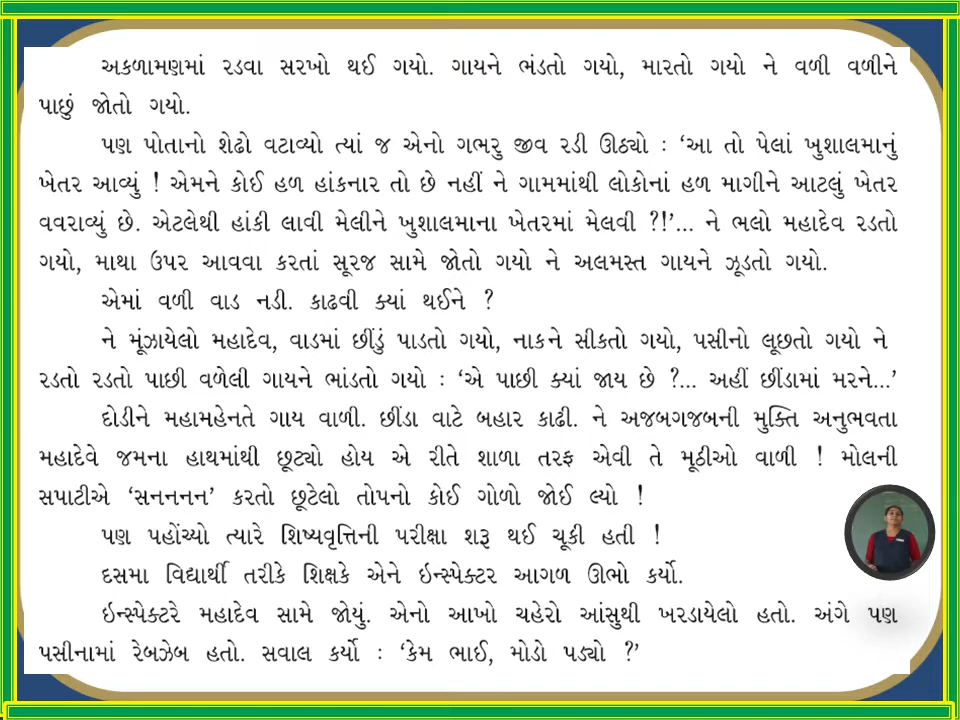 અકળામણમાં રડવા સરખો થઈ ગયો. ગાયને ભંડતો ગયો, મારતો ગયો ને વળી વળીને
પાછું જોતો ગયો.
પણ પોતાનો શેઢો વટાવ્યો ત્યાં જ એનો ગભરુ જીવ રડી ઊઠ્યો : ‘આ તો પેલાં ખુશાલમાનું
ખેતર આવ્યું ! એમને કોઈ હળ હાંકનાર તો છે નહીં ને ગામમાંથી લોકોનાં હળ માગીને આટલું ખેતર
વવરાવ્યું છે. એટલેથી હાંકી લાવી મેલીને ખુશાલમાના ખેતરમાં મેલવી ?!’... ને ભલો મહાદેવ રડતો
ગયો, માથા ઉપર આવવા કરતાં સૂરજ સામે જોતો ગયો ને અલમસ્ત ગાયને ઝૂડતો ગયો.
એમાં વળી વાડ નડી. કાઢવી ક્યાં થઈને ?
ને મૂંઝાયેલો મહાદેવ, વાડમાં છીંડું પાડતો ગયો, નાકને સીકતો ગયો, પસીનો લૂછતો ગયો ને
રડતો રડતો પાછી વળેલી ગાયને ભાંડતો ગયો : ‘એ પાછી ક્યાં જાય છે ?... અહીં છીંડામાં મરને...’
દોડીને મહામહેનતે ગાય વાળી. છીંડા વાટે બહાર કાઢી. ને અજબગજબની મુક્તિ અનુભવતા
મહાદેવે જમના હાથમાંથી છૂટ્યો હોય એ રીતે શાળા તરફ એવી તે મૂઠીઓ વાળી ! મોલની
સપાટીએ ‘સનનનન’ કરતો છૂટેલો તોપનો કોઈ ગોળો જોઈ લ્યો !
પણ પહોંચ્યો ત્યારે શિષ્યવૃત્તિની પરીક્ષા શરૂ થઈ ચૂકી હતી !
દસમા વિદ્યાર્થી તરીકે શિક્ષકે એને ઇન્સ્પેક્ટર આગળ ઊભો કર્યો.
ઇન્સ્પેક્ટરે મહાદેવ સામે જોયું. એનો આખો ચહેરો આંસુથી ખરડાયેલો હતો. અંગે પણ
પસીનામાં રેબઝેબ હતો. સવાલ કર્યો : ‘કેમ ભાઈ, મોડો પડ્યો ?’